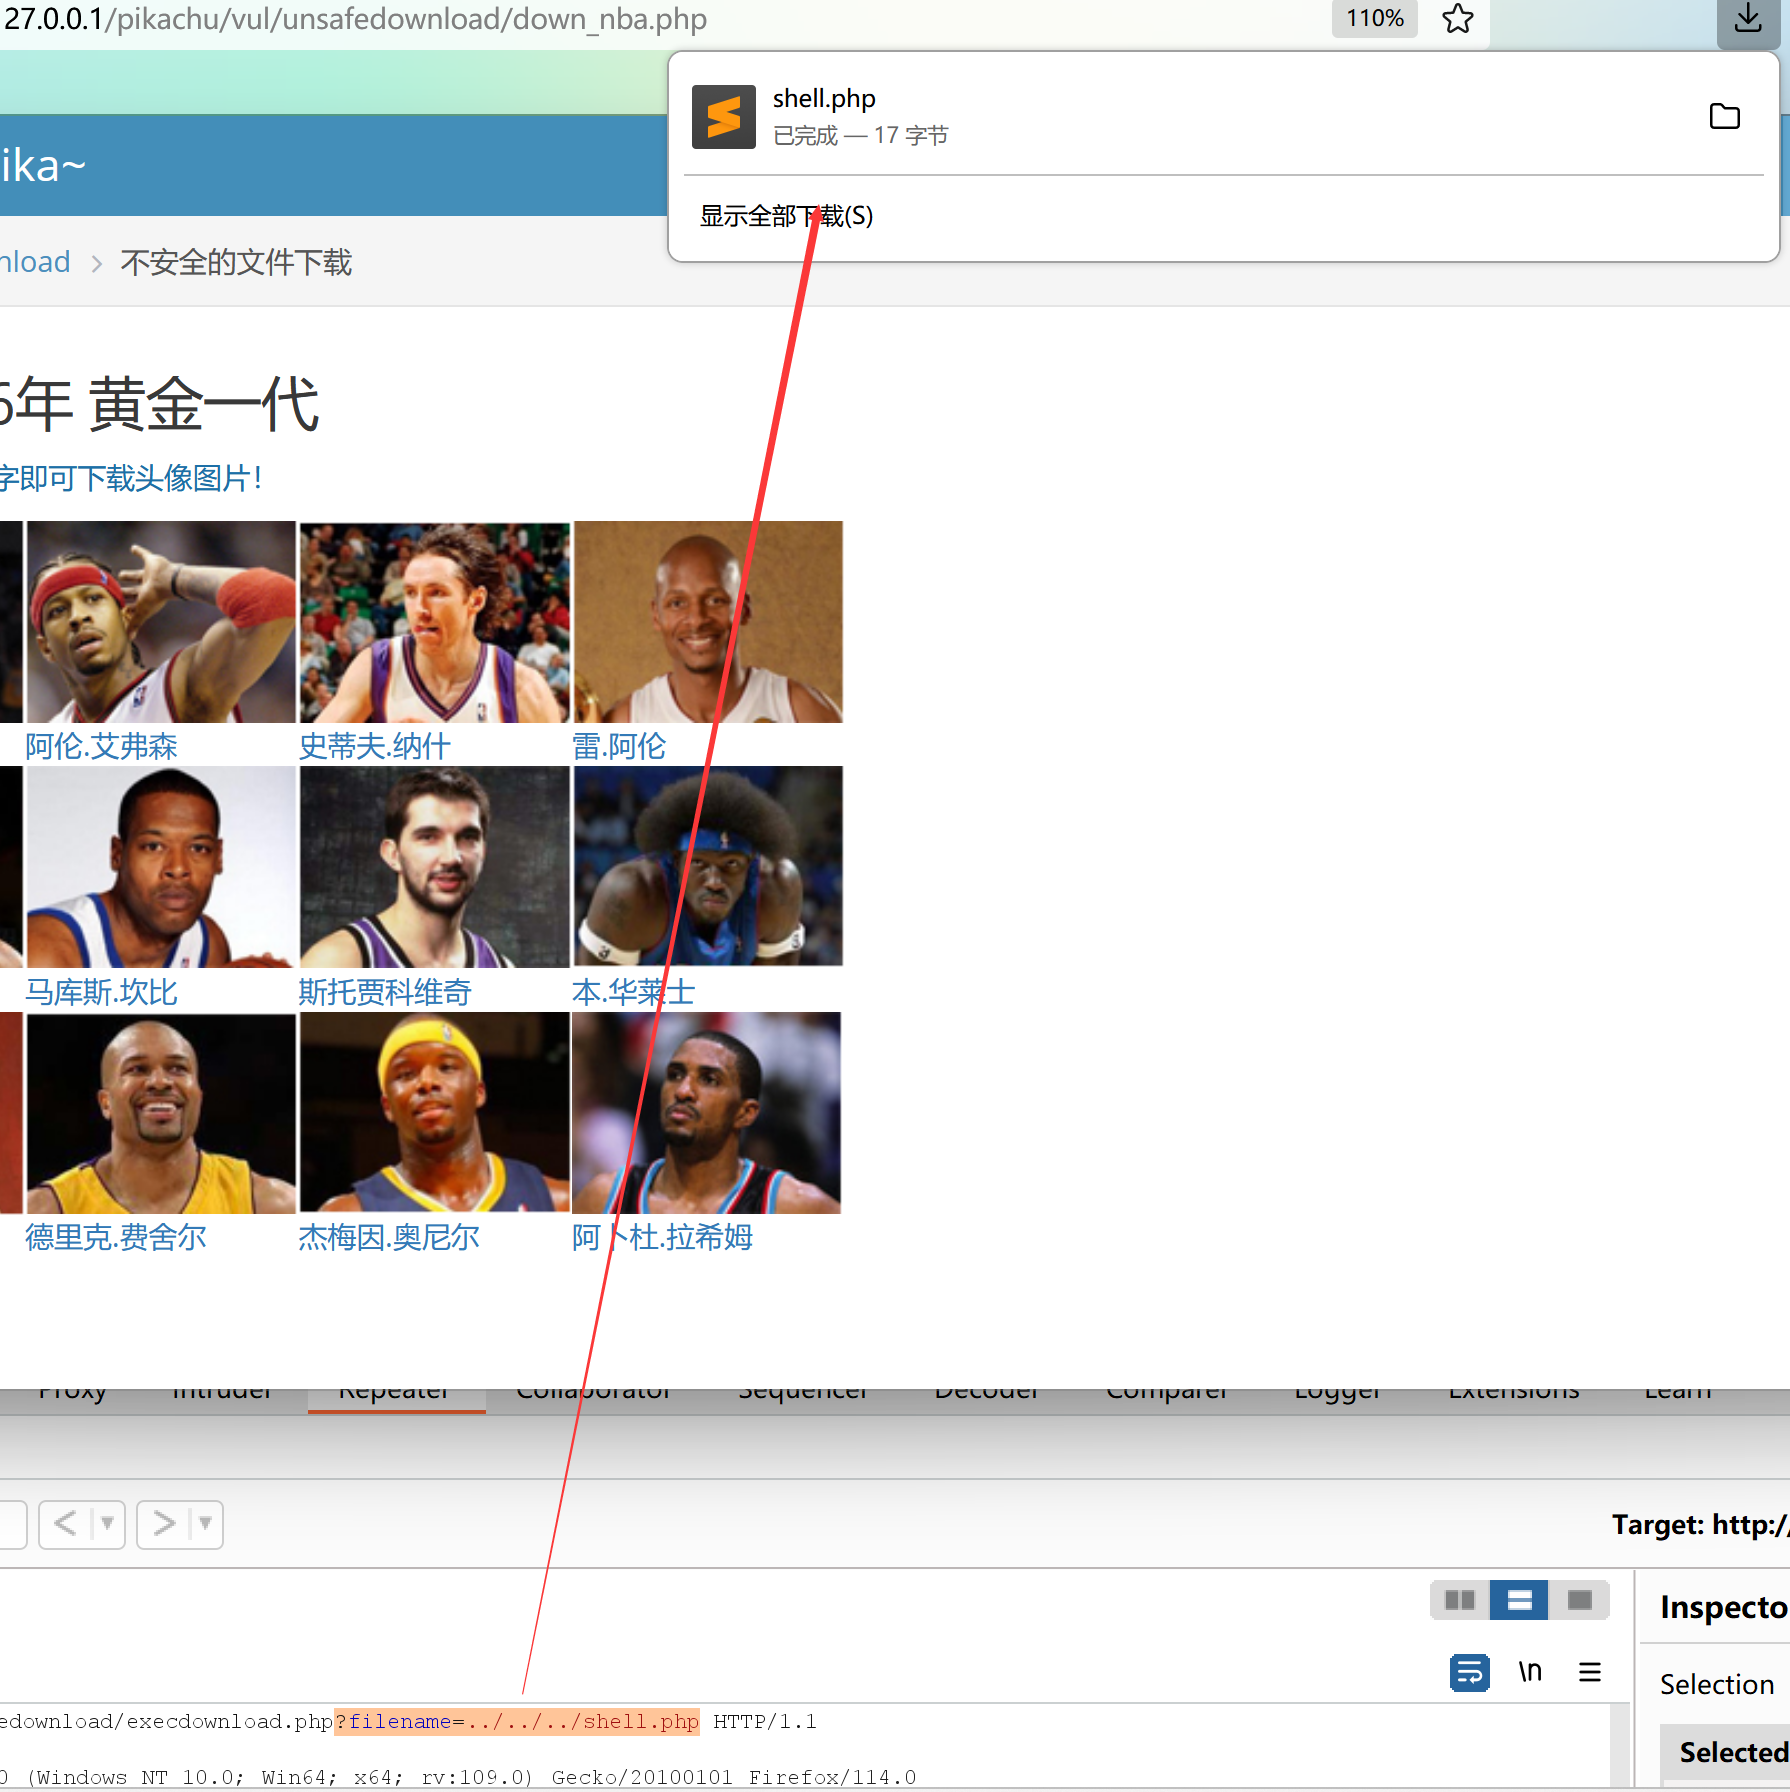 27.0.0.1/pikachu/vul/unsafedownload/down_nba.php
110%
shell.php
已完成 — 17 字节
显示全部下载(S)
ika~
nload > 不安全的文件下载
6年 黄金一代
字即可下载头像图片!
阿伦.艾弗森 史蒂夫.纳什 雷.阿伦
马库斯.坎比 斯托贾科维奇 本.华莱士
德里克.费舍尔 杰梅因.奥尼尔 阿卜杜.拉希姆
Proxy Intruder Repeater Collaborator Sequencer Decoder Comparer Logger Extensions Learn
< >
Target: http:/
Inspecto
\n
Selection
edownload/execdownload.php?filename=../../../shell.php HTTP/1.1
Selected
0 (Windows NT 10.0; Win64; x64; rv:109.0) Gecko/20100101 Firefox/114.0